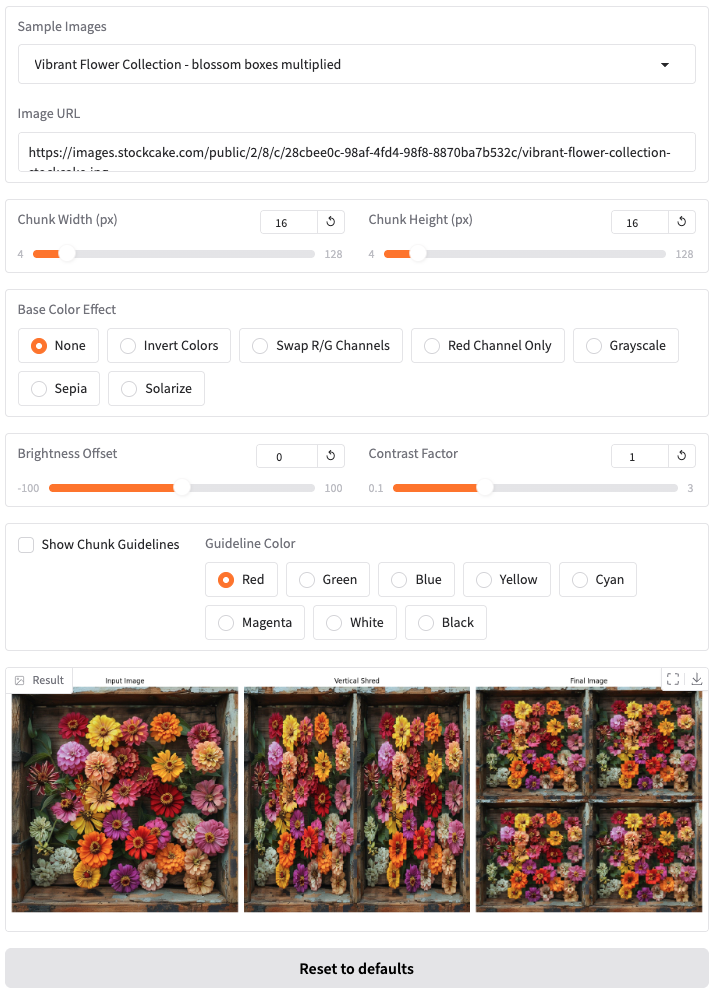 Sample Images
Vibrant Flower Collection - blossom boxes multiplied
Image URL
https://images.stockcake.com/public/2/8/c/28cbee0c-98af-4fd4-98f8-8870ba7b532c/vibrant-flower-collection-
stockcake.jpg
Chunk Width (px)
16
Chunk Height (px)
16
4
128
4
128
Base Color Effect
None
Invert Colors
Swap R/G Channels
Red Channel Only
Grayscale
Sepia
Solarize
Brightness Offset
0
Contrast Factor
1
-100
100
0.1
3
Show Chunk Guidelines
Guideline Color
Red
Green
Blue
Yellow
Cyan
Magenta
White
Black
Result
Input Image
Vertical Shred
Final Image
Reset to defaults